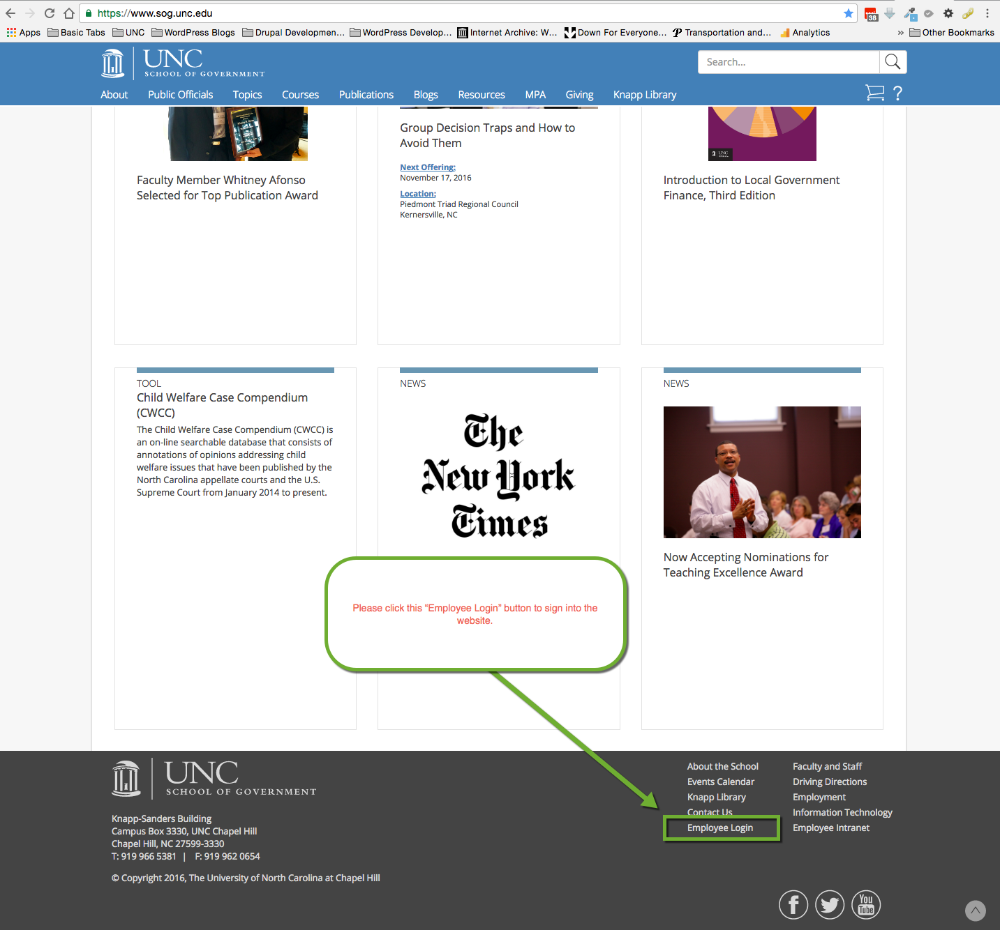 https://www.sog.unc.edu
38
Apps Basic Tabs UNC WordPress Blogs Drupal Developmen... WordPress Develop... Internet Archive: W... Down For Everyone... Transportation and... Analytics » Other Bookmarks
UNC
SCHOOL OF GOVERNMENT
Search...
About Public Officials Topics Courses Publications Blogs Resources MPA Giving Knapp Library ?
Faculty Member Whitney Afonso
Selected for Top Publication Award
Group Decision Traps and How to
Avoid Them
Next Offering:
November 17, 2016
Location:
Piedmont Triad Regional Council
Kernersville, NC
3 UNC
Introduction to Local Government
Finance, Third Edition
TOOL
Child Welfare Case Compendium
(CWCC)
The Child Welfare Case Compendium (CWCC) is
an on-line searchable database that consists of
annotations of opinions addressing child
welfare issues that have been published by the
North Carolina appellate courts and the U.S.
Supreme Court from January 2014 to present.
NEWS
The
New York
Times
NEWS
Now Accepting Nominations for
Teaching Excellence Award
Please click this “Employee Login” button to sign into the
website.
UNC
SCHOOL OF GOVERNMENT
Knapp-Sanders Building
Campus Box 3330, UNC Chapel Hill
Chapel Hill, NC 27599-3330
T: 919 966 5381 | F: 919 962 0654
© Copyright 2016, The University of North Carolina at Chapel Hill
About the School
Events Calendar
Knapp Library
Contact Us
Employee Login
Faculty and Staff
Driving Directions
Employment
Information Technology
Employee Intranet
f
You
Tube